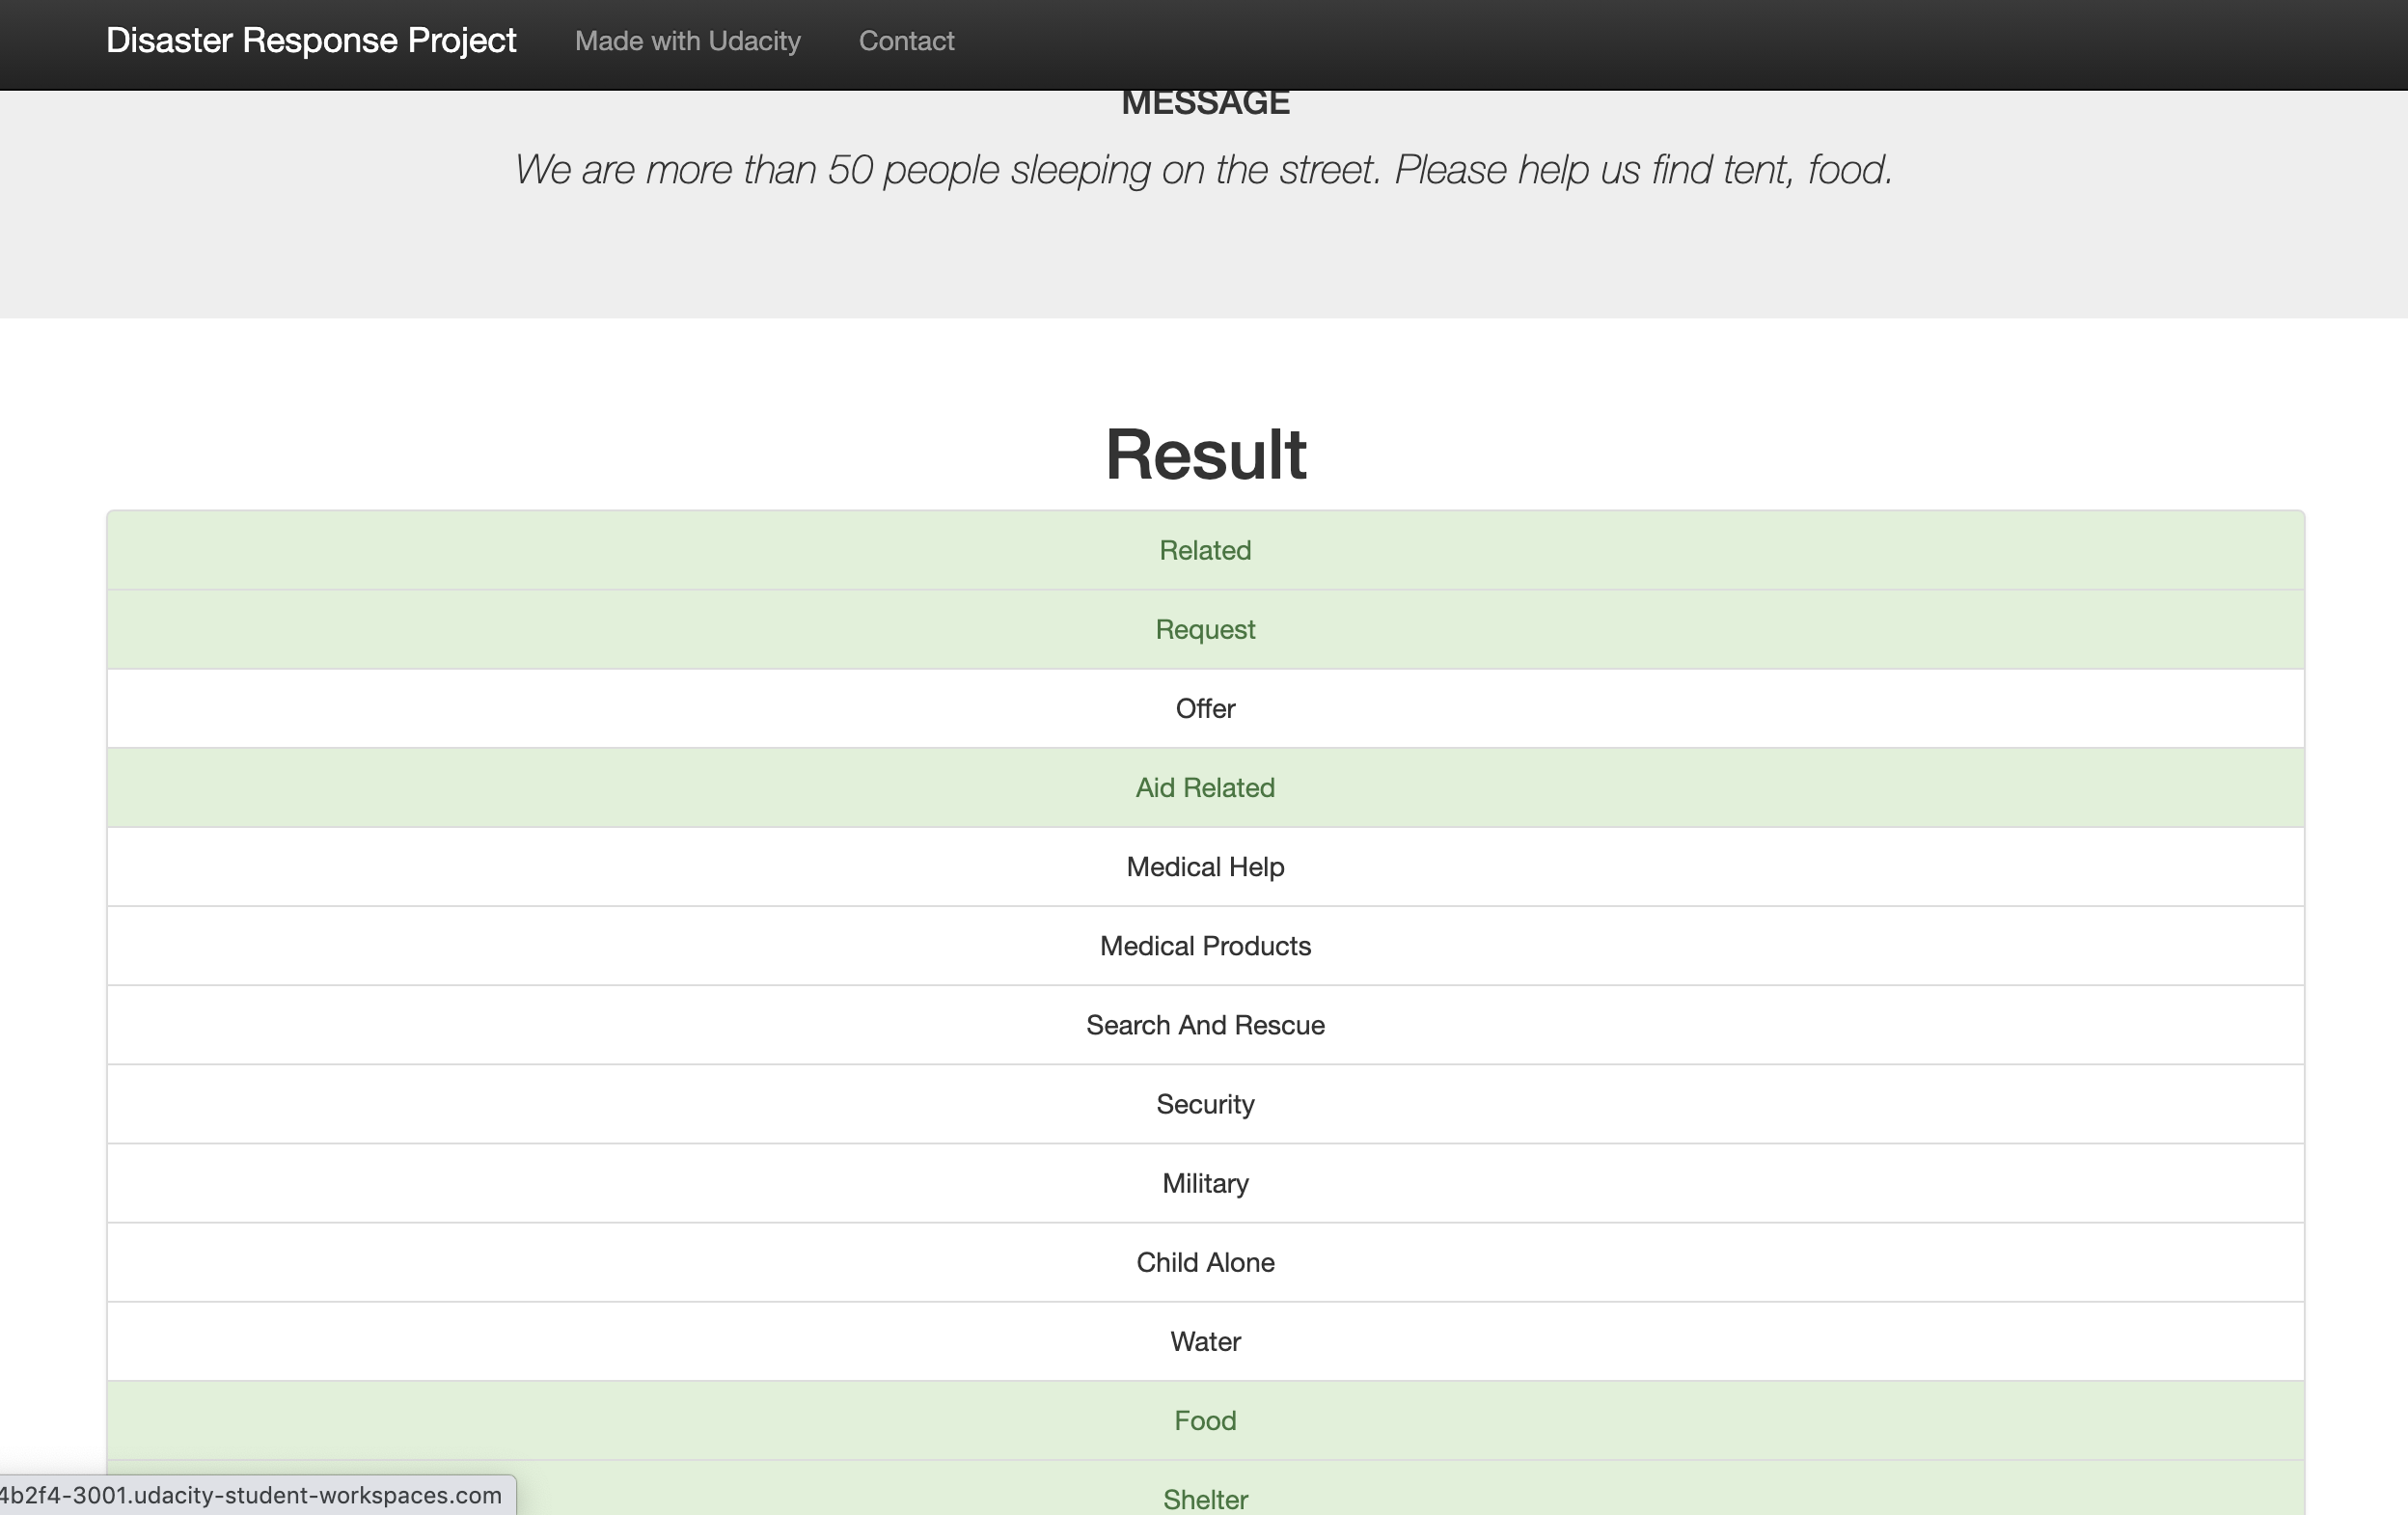 Disaster Response Project Made with Udacity Contact
MESSAGE
We are more than 50 people sleeping on the street. Please help us find tent, food.
Result
Related
Request
Offer
Aid Related
Medical Help
Medical Products
Search And Rescue
Security
Military
Child Alone
Water
Food
Shelter
4b2f4-3001.udacity-student-workspaces.com